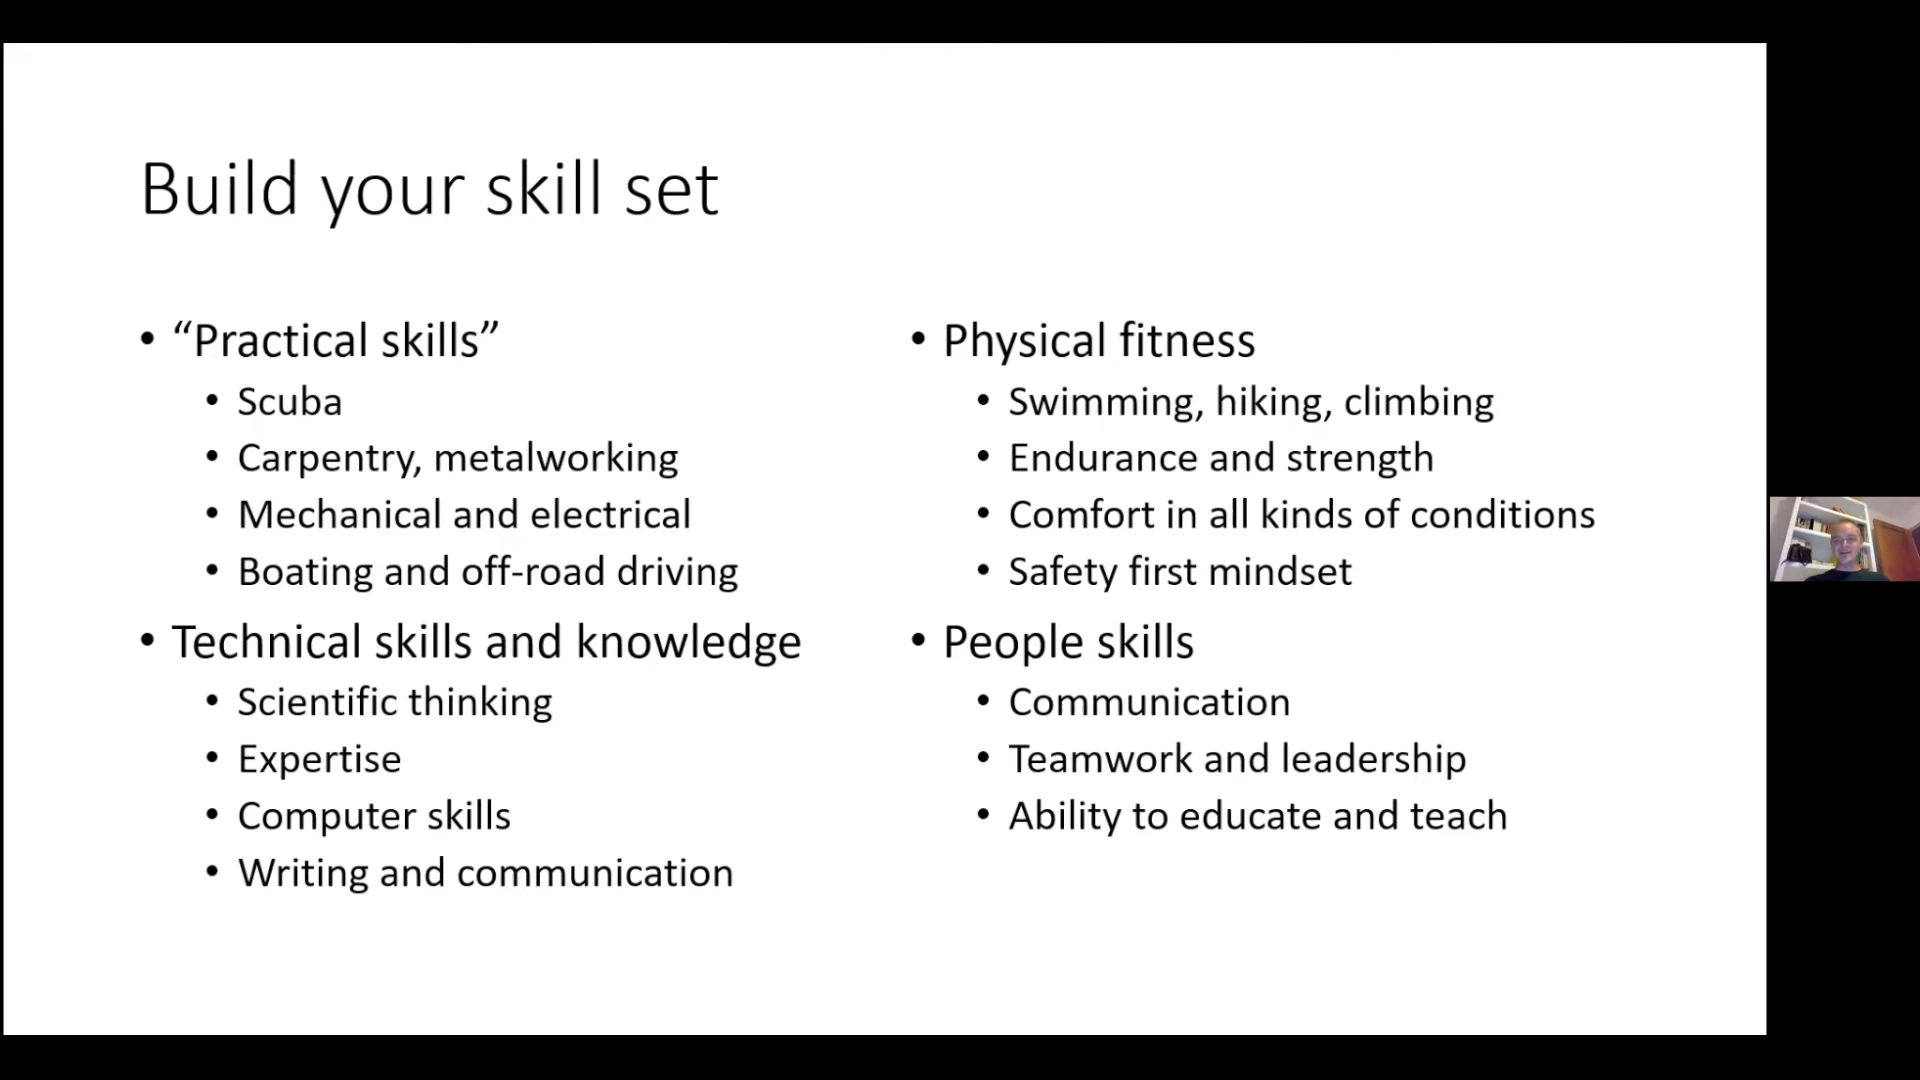 Build your skill set
• “Practical skills”
• Scuba
• Carpentry, metalworking
• Mechanical and electrical
• Boating and off-road driving
• Technical skills and knowledge
• Scientific thinking
• Expertise
• Computer skills
• Writing and communication
• Physical fitness
• Swimming, hiking, climbing
• Endurance and strength
• Comfort in all kinds of conditions
• Safety first mindset
• People skills
• Communication
• Teamwork and leadership
• Ability to educate and teach